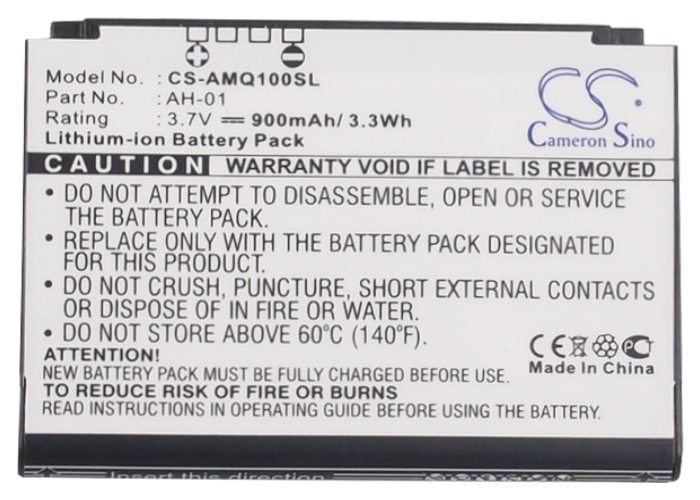 Model No. : CS-AMQ100SL
Part No. : AH-01
Rating : 3.7V 900mAh/ 3.3Wh
Lithium-ion Battery Pack
CS
Cameron Sino
CAUTION WARRANTY VOID IF LABEL IS REMOVED
• DO NOT ATTEMPT TO DISASSEMBLE, OPEN OR SERVICE
THE BATTERY PACK.
• REPLACE ONLY WITH THE BATTERY PACK DESIGNATED
FOR THIS PRODUCT.
• DO NOT CRUSH, PUNCTURE, SHORT EXTERNAL CONTACTS
OR DISPOSE OF IN FIRE OR WATER.
• DO NOT STORE ABOVE 60°C (140°F).
CE
Made In China
ATTENTION!
NEW BATTERY PACK MUST BE FULLY CHARGED BEFORE USE.
TO REDUCE RISK OF FIRE OR BURNS
READ INSTRUCTIONS IN OPERATING GUIDE BEFORE USING THE BATTERY.
Insert this direction